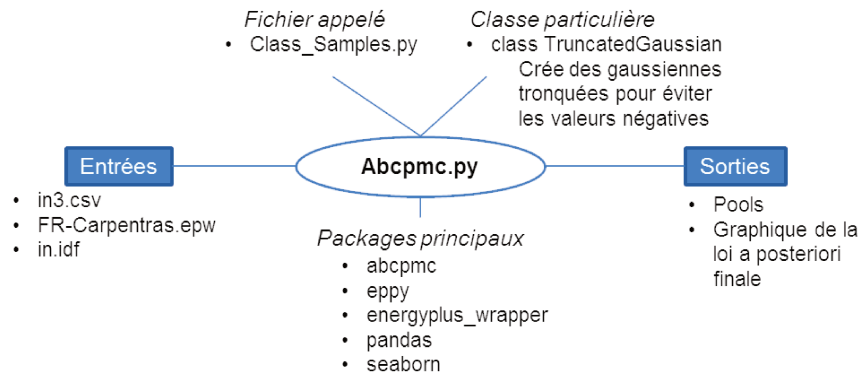 Fichier appelé
• Class_Samples.py
Classe particulière
• class TruncatedGaussian
Crée des gaussiennes
tronquées pour éviter
les valeurs négatives
Entrées
• in3.csv
• FR-Carpentras.epw
• in.idf
Abcpmc.py
Sorties
• Pools
• Graphique de la
loi a posteriori
finale
Packages principaux
• abcpmc
• eppy
• energyplus_wrapper
• pandas
• seaborn